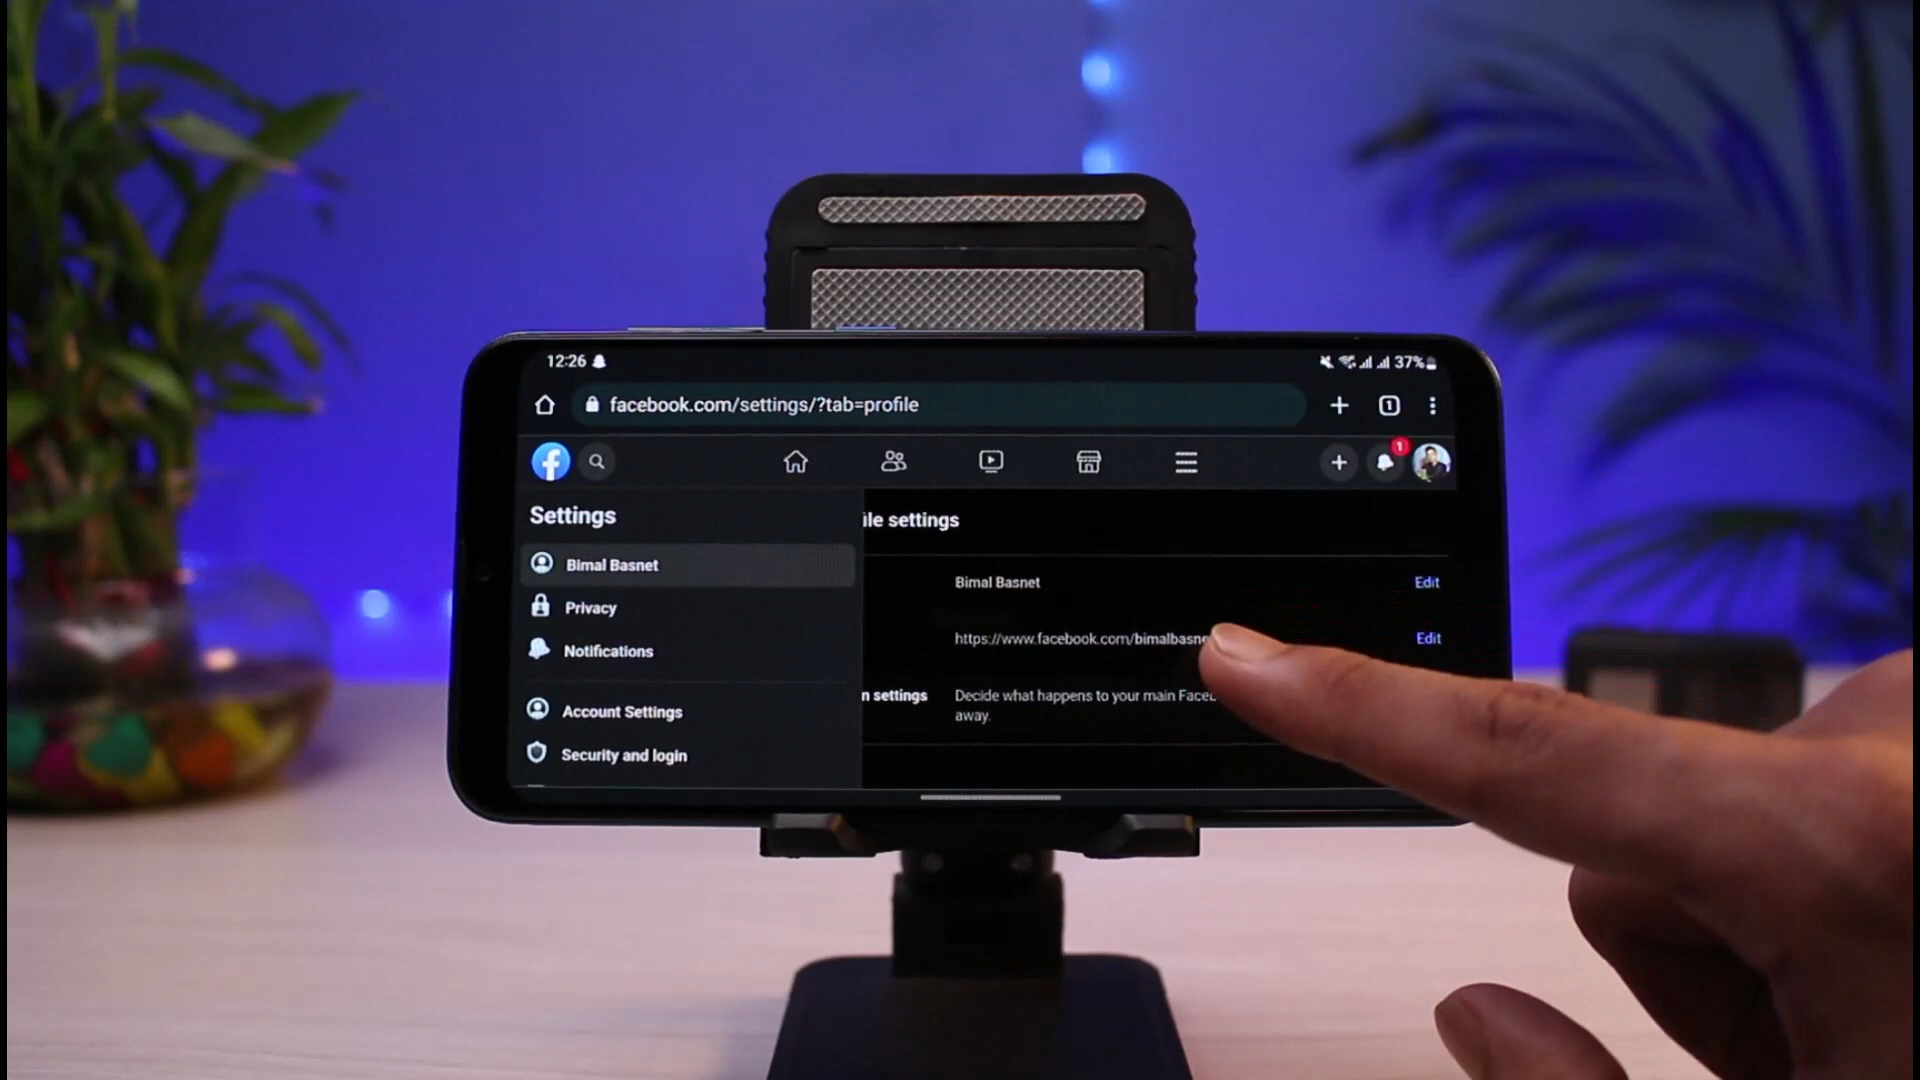 12:26
37%
facebook.com/settings/?tab=profile
1
1
Settings
Bimal Basnet
Privacy
Notifications
Account Settings
Security and login
ile settings
Bimal Basnet
Edit
https://www.facebook.com/bimalbasne
Edit
n settings
Decide what happens to your main Faceb
away.